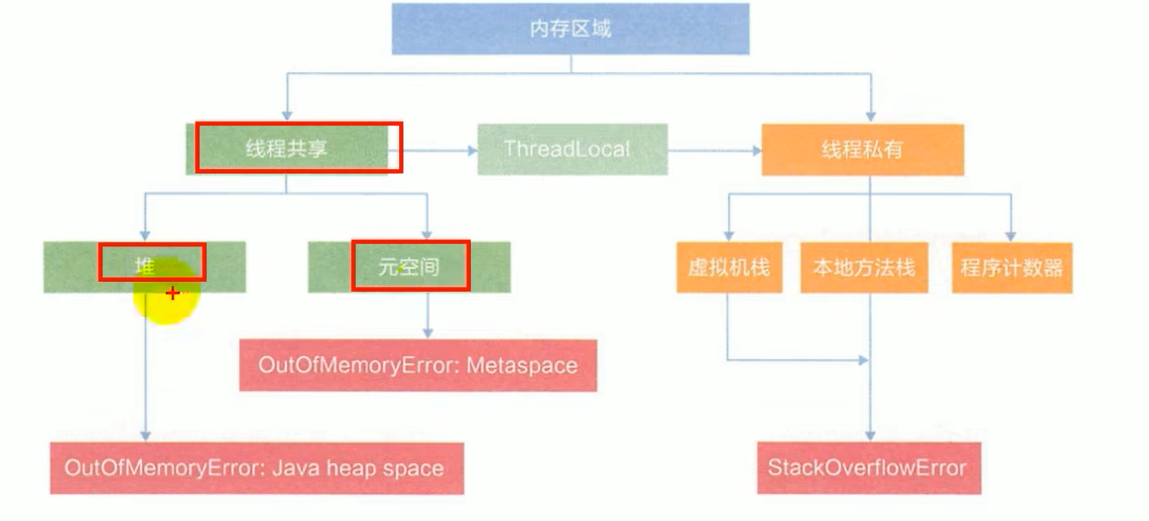 内存区域
线程共享
ThreadLocal
线程私有
堆
元空间
虚拟机栈
本地方法栈
程序计数器
OutOfMemoryError: Metaspace
OutOfMemoryError: Java heap space
StackOverflowError